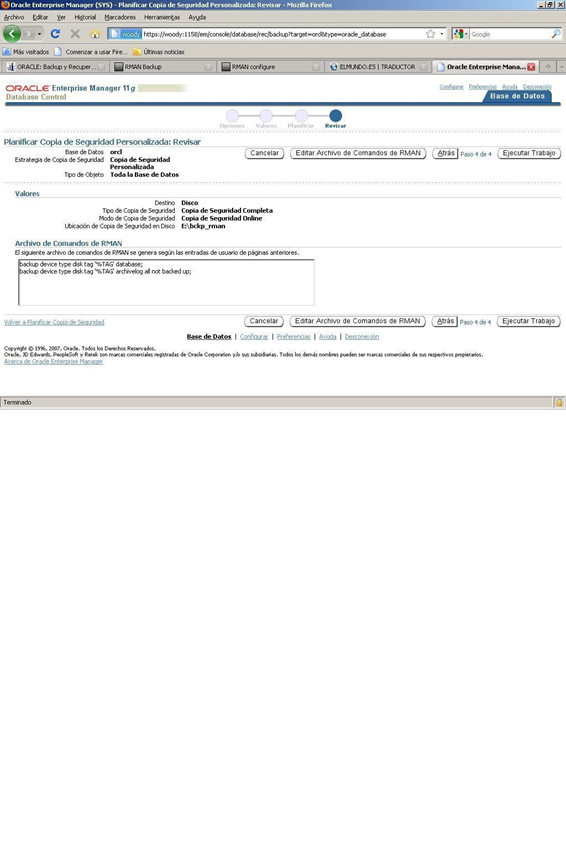 Oracle Enterprise Manager (SYS) - Planificar Copia de Seguridad Personalizada: Revisar - Mozilla Firefox
Archivo Editar Ver Historial Marcadores Herramientas Ayuda
woody https://woody:1158/em/console/database/rec/backup?target=orcl&type=oracle_database
Google
Más visitados Comenzar a usar Fire... Últimas noticias
ORACLE: Backup y Recuper... RMAN Backup RMAN configure ELMUNDO.ES | TRADUCTOR Oracle Enterprise Mana...
ORACLE Enterprise Manager 11g
Database Control
Configurar Preferencias Ayuda Desconexión
Base de Datos
Opciones Valores Planificar Revisar
Planificar Copia de Seguridad Personalizada: Revisar
Base de Datos orcl
Estrategia de Copia de Seguridad Copia de Seguridad
Personalizada
Tipo de Objeto Toda la Base de Datos
Cancelar Editar Archivo de Comandos de RMAN Atrás Paso 4 de 4 Ejecutar Trabajo
Valores
Destino Disco
Tipo de Copia de Seguridad Copia de Seguridad Completa
Modo de Copia de Seguridad Copia de Seguridad Online
Ubicación de Copia de Seguridad en Disco E:\bckp_rman
Archivo de Comandos de RMAN
El siguiente archivo de comandos de RMAN se genera según las entradas de usuario de páginas anteriores.
backup device type disk tag '%TAG' database;
backup device type disk tag '%TAG' archivelog all not backed up;
Volver a Planificar Copia de Seguridad
Cancelar Editar Archivo de Comandos de RMAN Atrás Paso 4 de 4 Ejecutar Trabajo
Base de Datos | Configurar | Preferencias | Ayuda | Desconexión
Copyright © 1996, 2007, Oracle. Todos los Derechos Reservados.
Oracle, JD Edwards, PeopleSoft y Retek son marcas comerciales registradas de Oracle Corporation y/o sus subsidiarias. Todos los demás nombres pueden ser marcas comerciales de sus respectivos propietarios.
Acerca de Oracle Enterprise Manager
Terminado